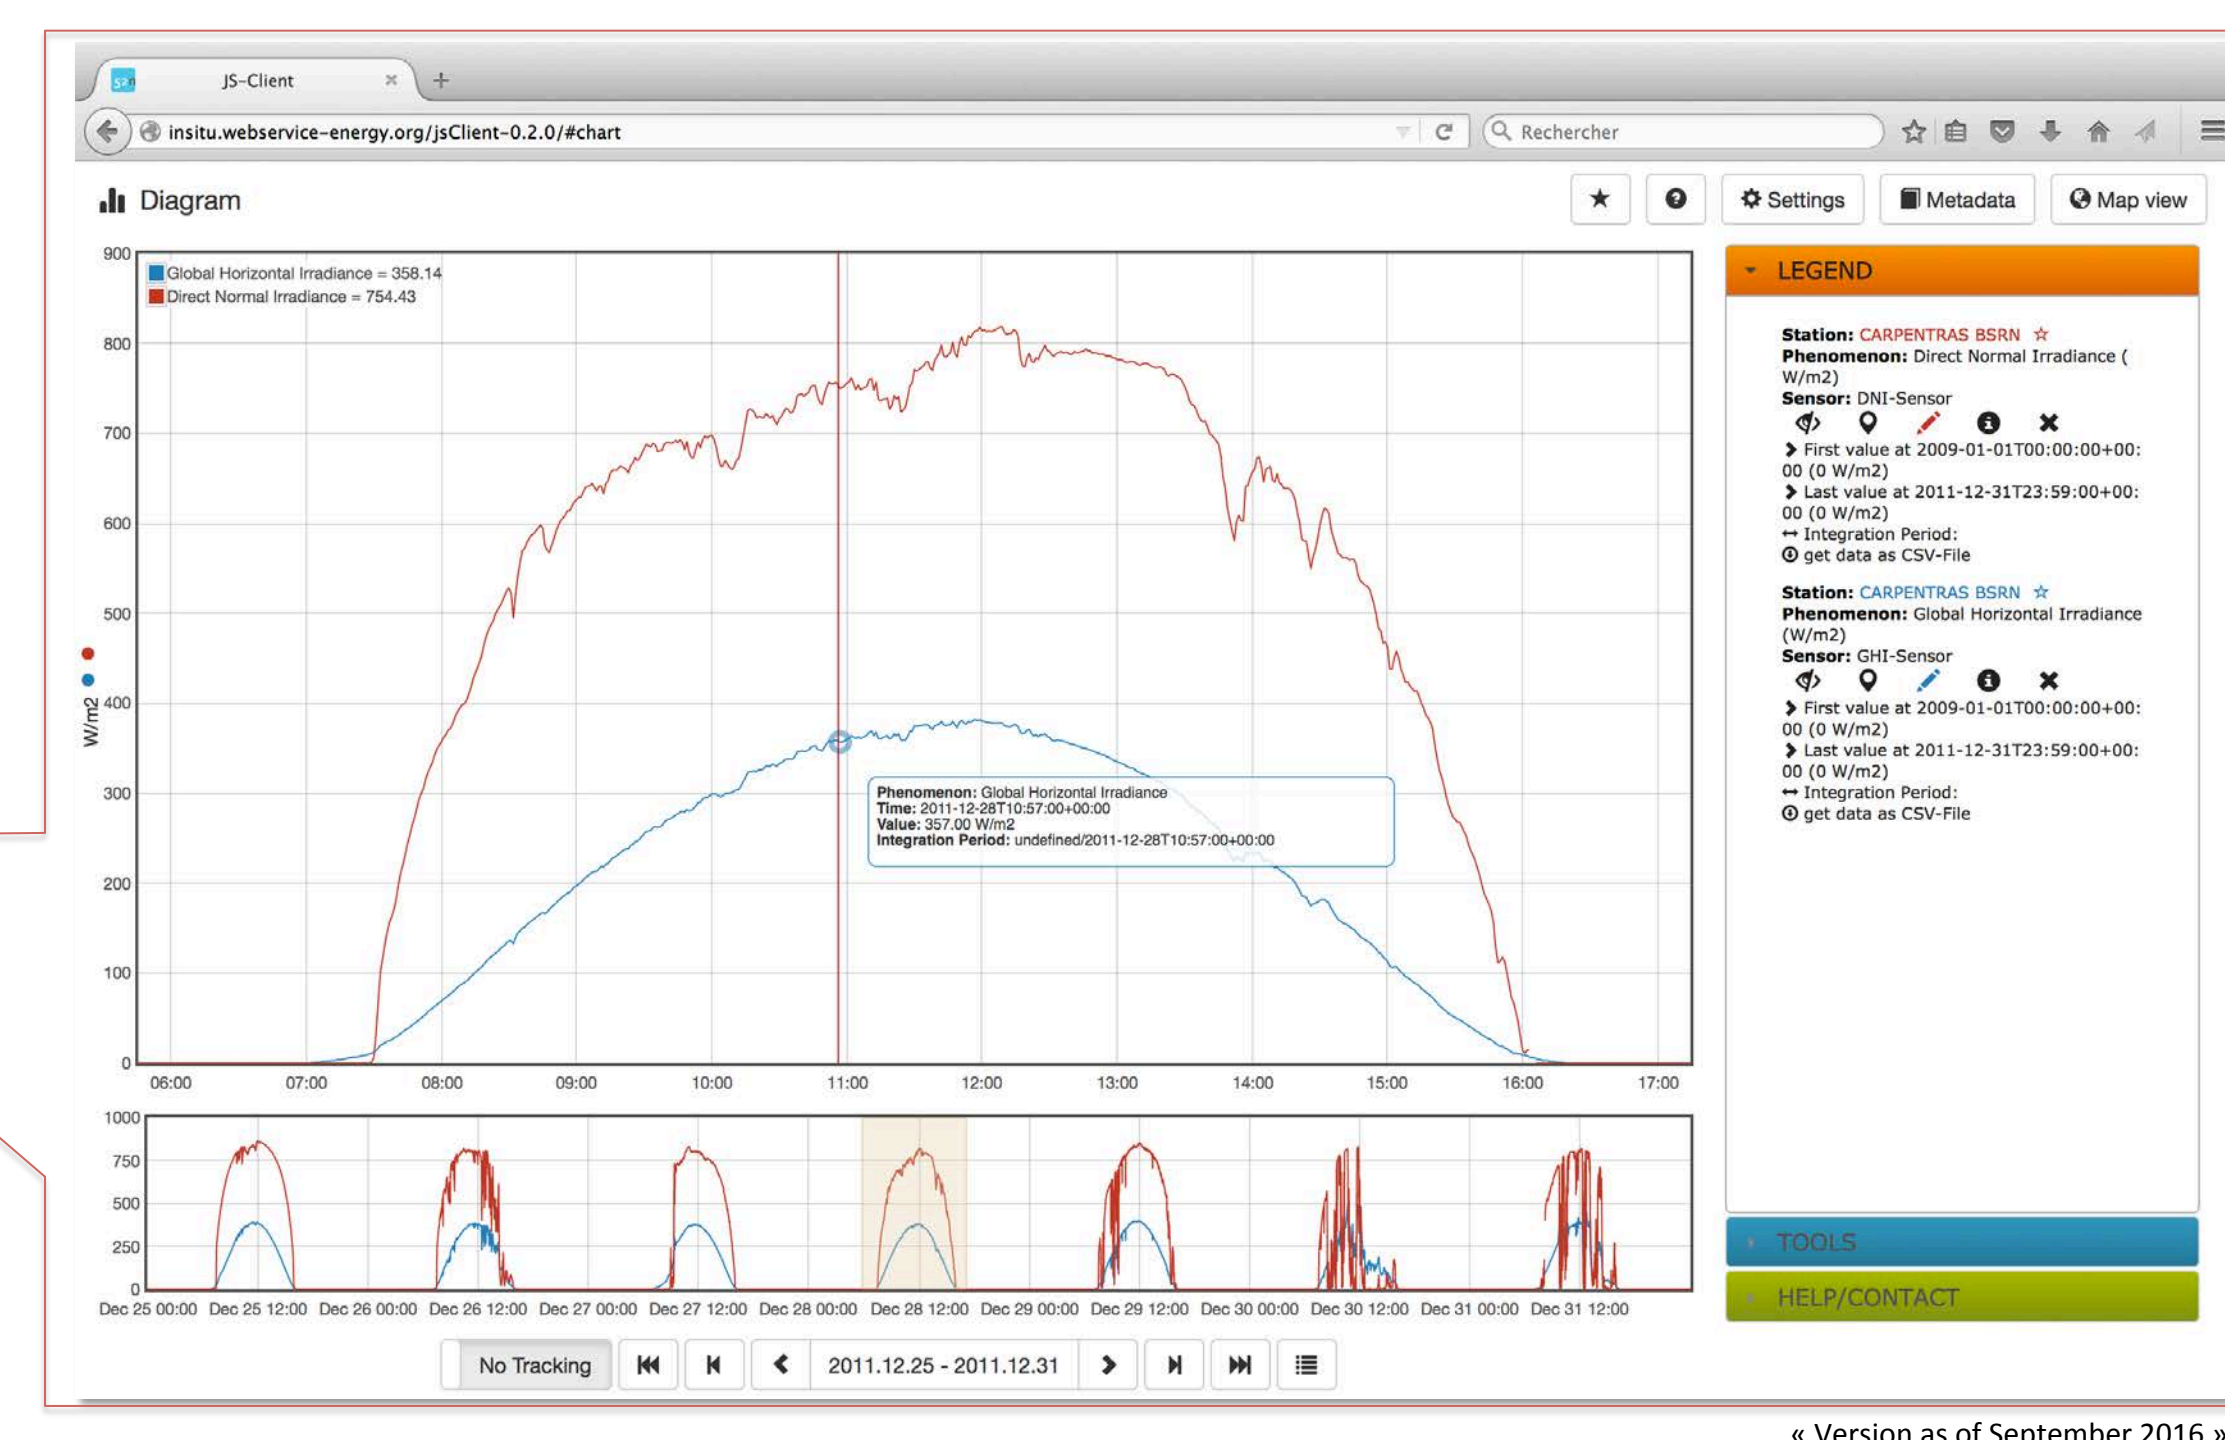 JS-Client
insitu.webservice-energy.org/jsClient-0.2.0/#chart
Rechercher
Diagram
Settings
Metadata
Map view
900
800
700
600
500
400
300
200
100
0
W/m2
Global Horizontal Irradiance = 358.14
Direct Normal Irradiance = 754.43
Phenomenon: Global Horizontal Irradiance
Time: 2011-12-28T10:57:00+00:00
Value: 357.00 W/m2
Integration Period: undefined/2011-12-28T10:57:00+00:00
06:00 07:00 08:00 09:00 10:00 11:00 12:00 13:00 14:00 15:00 16:00 17:00
1000
750
500
250
0
Dec 25 00:00 Dec 25 12:00 Dec 26 00:00 Dec 26 12:00 Dec 27 00:00 Dec 27 12:00 Dec 28 00:00 Dec 28 12:00 Dec 29 00:00 Dec 29 12:00 Dec 30 00:00 Dec 30 12:00 Dec 31 00:00 Dec 31 12:00
No Tracking
2011.12.25 - 2011.12.31
LEGEND
Station: CARPENTRAS BSRN
Phenomenon: Direct Normal Irradiance (
W/m2)
Sensor: DNI-Sensor
First value at 2009-01-01T00:00:00+00:
00 (0 W/m2)
Last value at 2011-12-31T23:59:00+00:
00 (0 W/m2)
Integration Period:
get data as CSV-File
Station: CARPENTRAS BSRN
Phenomenon: Global Horizontal Irradiance
(W/m2)
Sensor: GHI-Sensor
First value at 2009-01-01T00:00:00+00:
00 (0 W/m2)
Last value at 2011-12-31T23:59:00+00:
00 (0 W/m2)
Integration Period:
get data as CSV-File
TOOLS
HELP/CONTACT
« Version as of September 2016 »